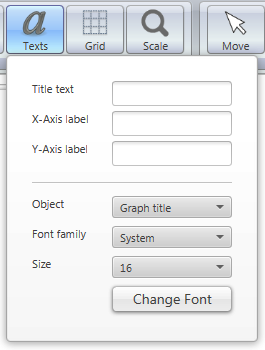 a
Texts Grid Scale Move
Title text
X-Axis label
Y-Axis label
Object Graph title
Font family System
Size 16
Change Font